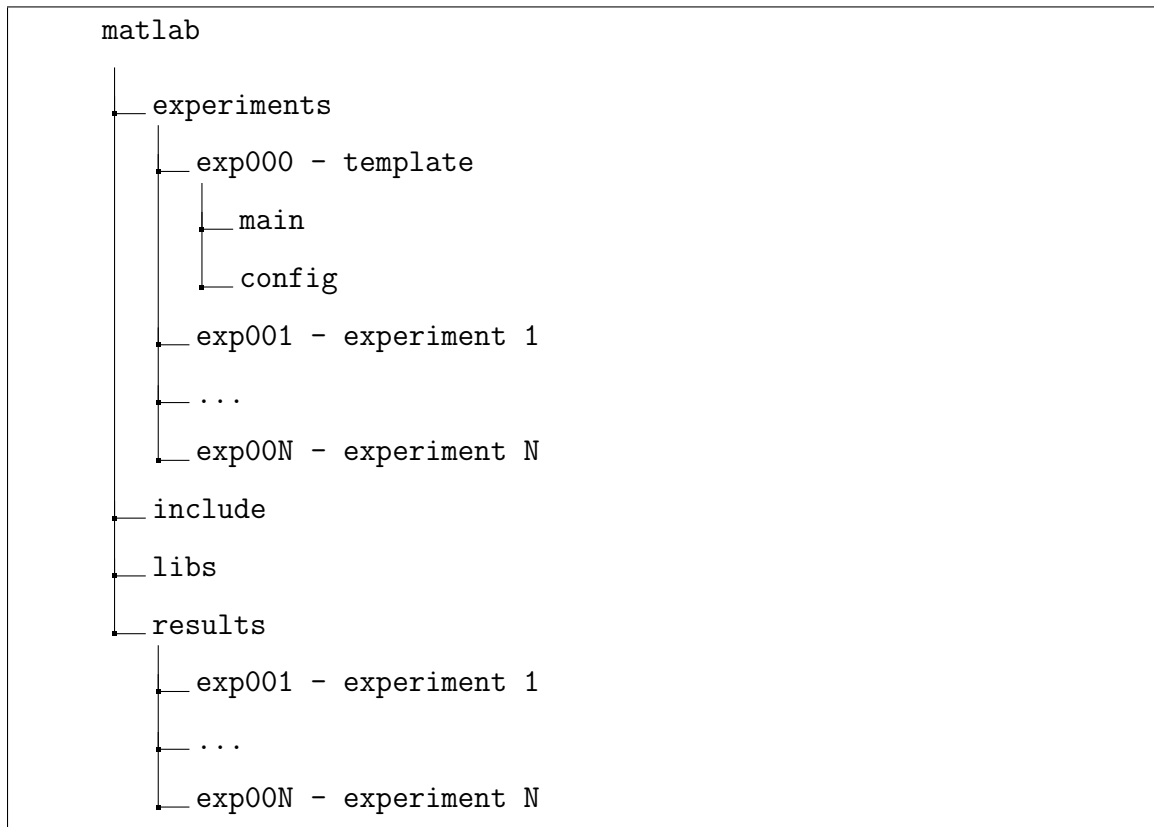 matlab
experiments
exp000 - template
main
config
exp001 - experiment 1
...
exp00N - experiment N
include
libs
results
exp001 - experiment 1
...
exp00N - experiment N